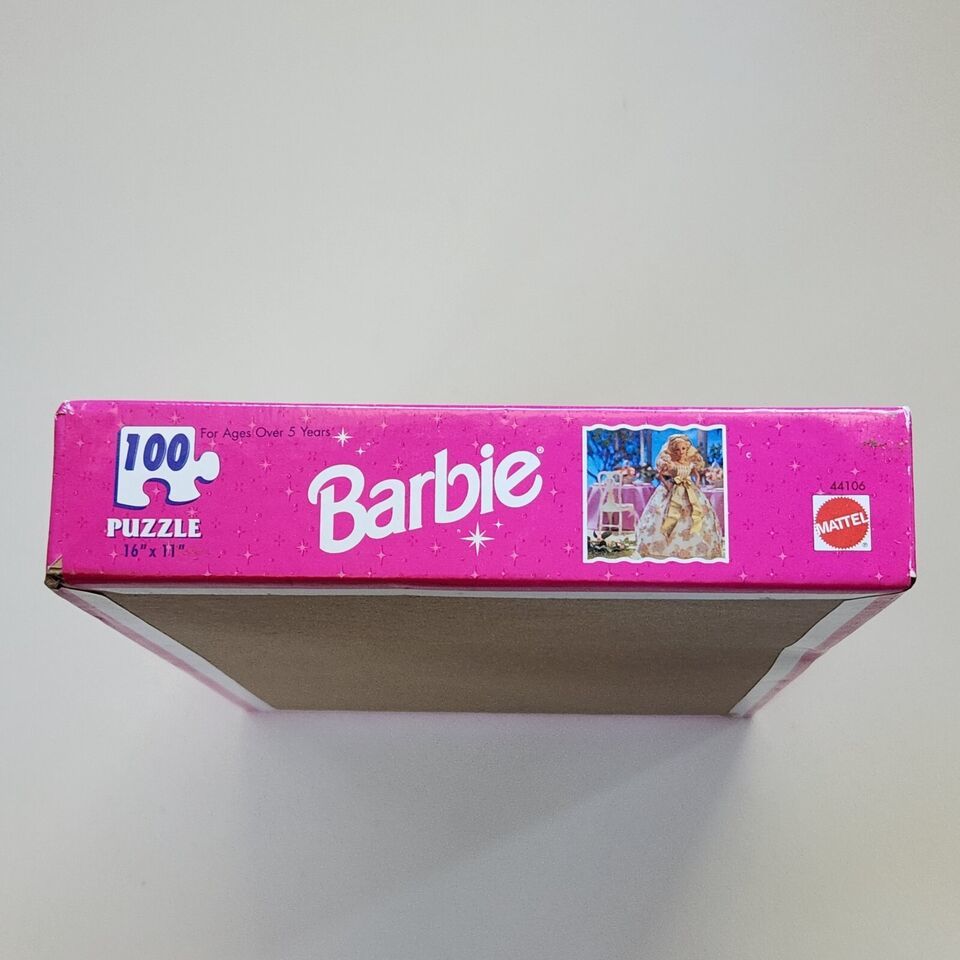 100
PUZZLE
16" x 11"
For Ages Over 5 Years
Barbie®
44106
MATTEL
®